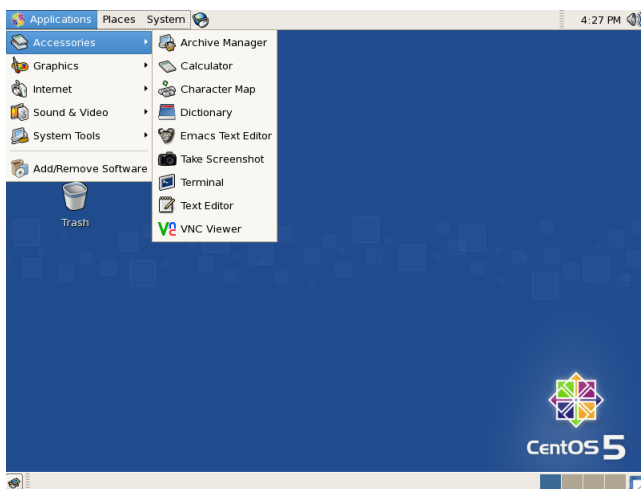 Applications Places System 4:27 PM
Accessories
Graphics
Internet
Sound & Video
System Tools
Add/Remove Software
Archive Manager
Calculator
Character Map
Dictionary
Emacs Text Editor
Take Screenshot
Terminal
Text Editor
VNC Viewer
Trash
CentOS 5